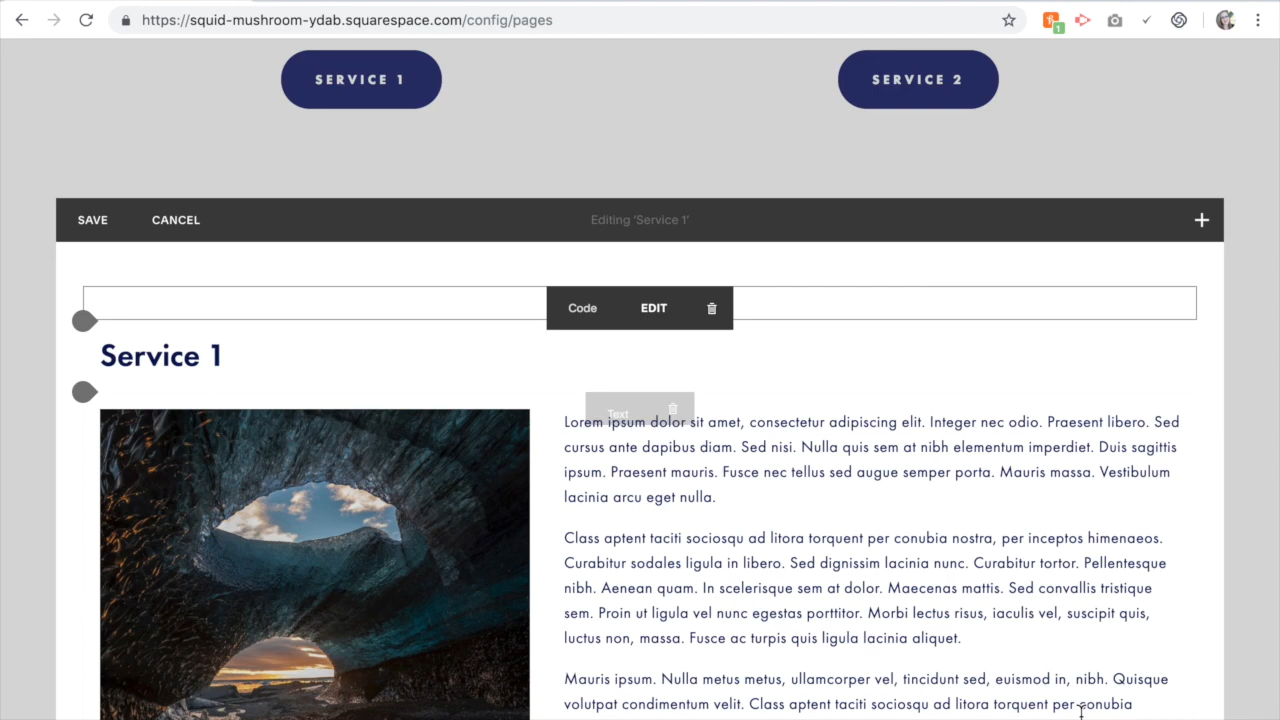 https://squid-mushroom-ydab.squarespace.com/config/pages
1
SERVICE 1
SERVICE 2
SAVE CANCEL Editing 'Service 1' +
Code EDIT
Service 1
Text
Lorem ipsum dolor sit amet, consectetur adipiscing elit. Integer nec odio. Praesent libero. Sed
cursus ante dapibus diam. Sed nisi. Nulla quis sem at nibh elementum imperdiet. Duis sagittis
ipsum. Praesent mauris. Fusce nec tellus sed augue semper porta. Mauris massa. Vestibulum
lacinia arcu eget nulla.
Class aptent taciti sociosqu ad litora torquent per conubia nostra, per inceptos himenaeos.
Curabitur sodales ligula in libero. Sed dignissim lacinia nunc. Curabitur tortor. Pellentesque
nibh. Aenean quam. In scelerisque sem at dolor. Maecenas mattis. Sed convallis tristique
sem. Proin ut ligula vel nunc egestas porttitor. Morbi lectus risus, iaculis vel, suscipit quis,
luctus non, massa. Fusce ac turpis quis ligula lacinia aliquet.
Mauris ipsum. Nulla metus metus, ullamcorper vel, tincidunt sed, euismod in, nibh. Quisque
volutpat condimentum velit. Class aptent taciti sociosqu ad litora torquent per conubia